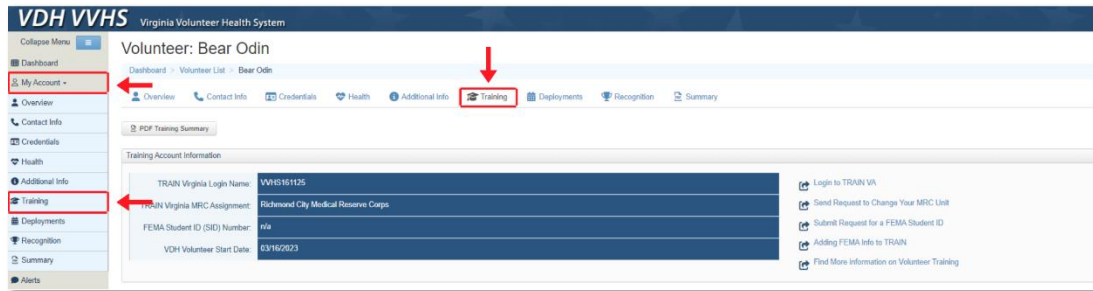 VDH VVHS Virginia Volunteer Health System
Collapse Menu
Dashboard
My Account
Overview
Contact Info
Credentials
Health
Additional Info
Training
Deployments
Recognition
Summary
Alerts
Volunteer: Bear Odin
Dashboard > Volunteer List > Bear Odin
Overview Contact Info Credentials Health Additional Info Training Deployments Recognition Summary
PDF Training Summary
Training Account Information
TRAIN Virginia Login Name: VVHS161125
TRAIN Virginia MRC Assignment: Richmond City Medical Reserve Corps
FEMA Student ID (SID) Number: n/a
VDH Volunteer Start Date: 03/16/2023
Login to TRAIN VA
Send Request to Change Your MRC Unit
Submit Request for a FEMA Student ID
Adding FEMA Info to TRAIN
Find More Information on Volunteer Training